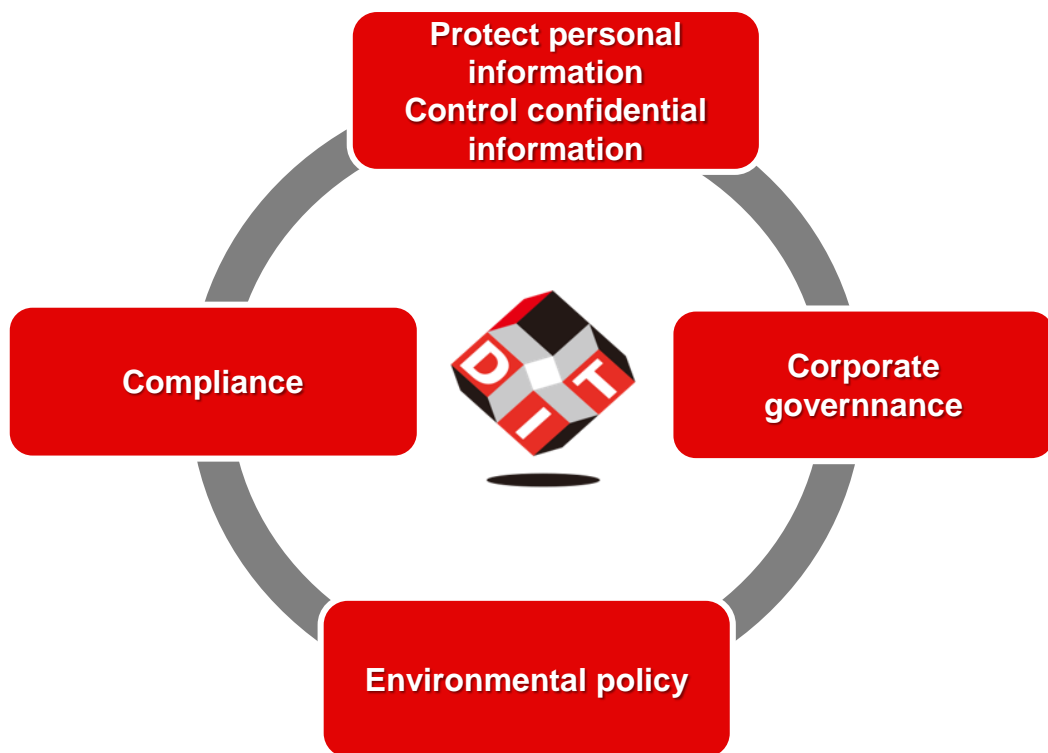 Protect personal
information
Control confidential
information
Compliance
D
I
T
Corporate
governnance
Environmental policy